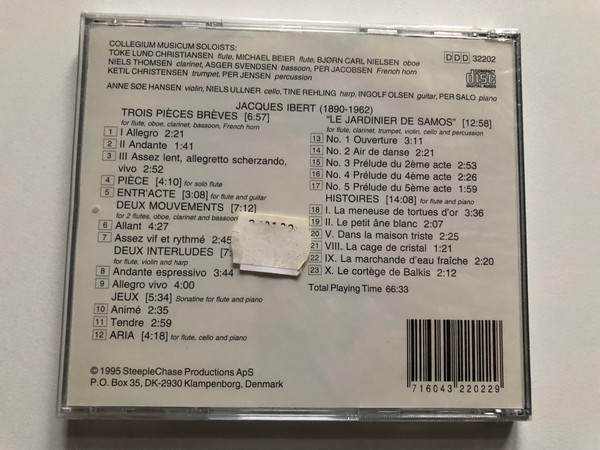 COLLEGIUM MUSICUM SOLOISTS:
TOKE LUND CHRISTIANSEN flute, MICHAEL BEIER flute, BJØRN CARL NIELSEN oboe
NIELS THOMSEN clarinet, ASGER SVENDSEN bassoon, PER JACOBSEN French horn
KETIL CHRISTENSEN trumpet, PER JENSEN percussion
ANNE SØE HANSEN violin, NIELS ULLNER cello, TINE REHLING harp, INGOLF OLSEN guitar, PER SALO piano
DDD 32202
COMPACT
disc
DIGITAL AUDIO
JACQUES IBERT (1890-1962)
TROIS PIÈCES BRÈVES [6:57]
for flute, oboe, clarinet, bassoon, French horn
1 I Allegro 2:21
2 II Andante 1:41
3 III Assez lent, allegretto scherzando,
vivo 2:52
4 PIÈCE [4:10] for solo flute
5 ENTR'ACTE [3:08] for flute and guitar
DEUX MOUVEMENTS [7:12]
for 2 flutes, oboe, clarinet and bassoon
6 Allant 4:27
7 Assez vif et rythmé 2:45
DEUX INTERLUDES [7:
for flute, violin and harp
8 Andante espressivo 3:44
9 Allegro vivo 4:00
JEUX [5:34] Sonatine for flute and piano
10 Animé 2:35
11 Tendre 2:59
12 ARIA [4:18] for flute, cello and piano
"LE JARDINIER DE SAMOS" [12:58]
for flute, clarinet, trumpet, violin, cello and percussion
13 No. 1 Ouverture 3:11
14 No. 2 Air de danse 2:21
15 No. 3 Prélude du 2ème acte 2:53
16 No. 4 Prélude du 4ème acte 2:26
17 No. 5 Prélude du 5ème acte 1:59
HISTOIRES [14:08] for flute and piano
18 I. La meneuse de tortues d'or 3:36
19 II. Le petit âne blanc 2:07
20 V. Dans la maison triste 2:25
21 VIII. La cage de cristal 1:21
22 IX. La marchande d'eau fraîche 2:20
23 X. Le cortège de Balkis 2:12
Total Playing Time 66:33
© 1995 SteepleChase Productions ApS
P.O. Box 35, DK-2930 Klampenborg, Denmark
716043 220229